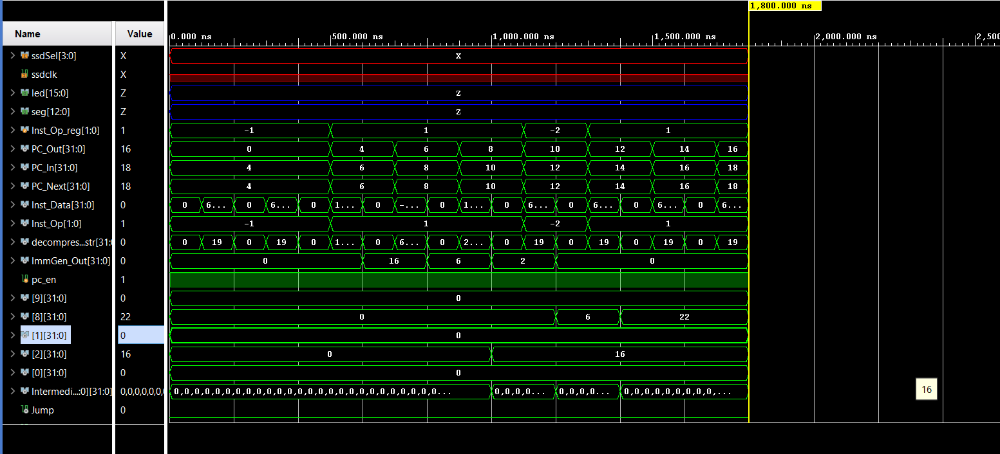 1,800.000 ns
Name Value
0.000 ns 500.000 ns 1,000.000 ns 1,500.000 ns 2,000.000 ns 2,500
ssdSel[3:0] X X
ssdclk X
led[15:0] Z Z
seg[12:0] Z Z
Inst_Op_reg[1:0] 1 -1 1 -2 1
PC_Out[31:0] 16 0 4 6 8 10 12 14 16
PC_In[31:0] 18 4 6 8 10 12 14 16 18
PC_Next[31:0] 18 4 6 8 10 12 14 16 18
Inst_Data[31:0] 0 0 6... 0 6... 0 1... 0 -... 0 1... 0 6... 0 6... 0 6... 0 6...
Inst_Op[1:0] 1 -1 1 -2 1
decompres...str[31:0 0 0 19 0 19 0 1... 0 6... 0 2... 0 19 0 19 0 19 0 19
ImmGen_Out[31:0] 0 0 16 6 2 0
pc_en 1
[9][31:0] 0 0
[8][31:0] 22 0 6 22
[1][31:0] 0 0
[2][31:0] 16 0 16
[0][31:0] 0 0
Intermedi...:0][31:0] 0,0,0,0,0,0,0 0,0,0,0,0,0,0,0,0,0,0,0,0,0,0,0,0,0,0,0,0,0,0,0,0,0... 0,0,0,0... 0,0,0,0... 0,0,0,0,0,0,0,0,0,...
16
Jump 0